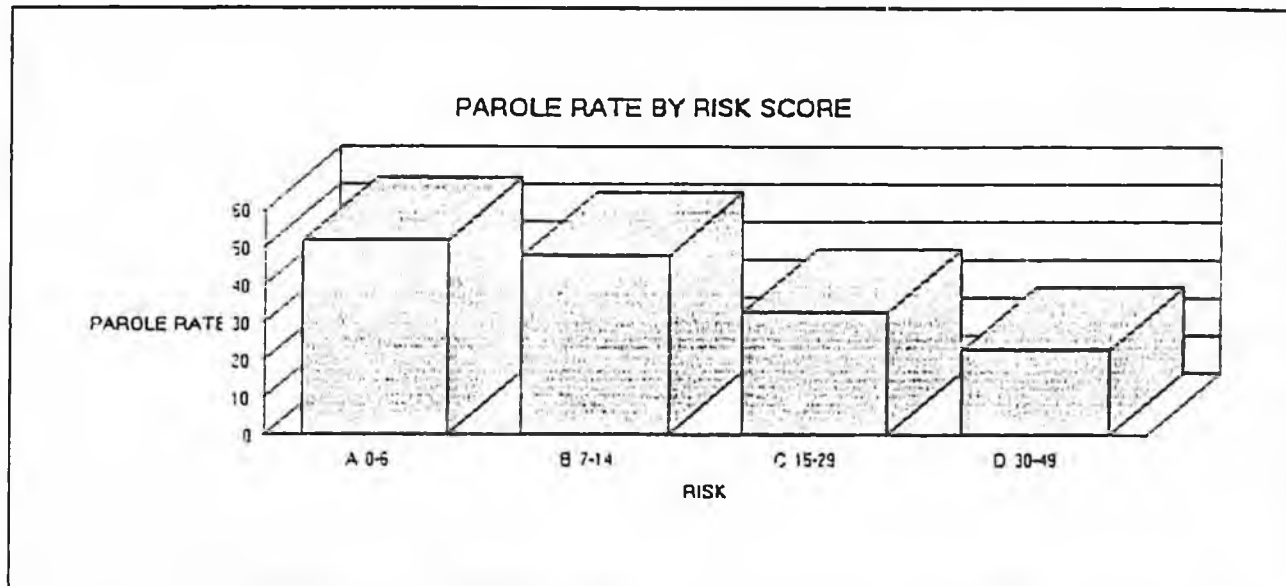 PAROLE RATE BY RISK SCORE
60
50
40
30
20
10
0
PAROLE RATE
A 0-6
B 7-14
C 15-29
D 30-49
RISK